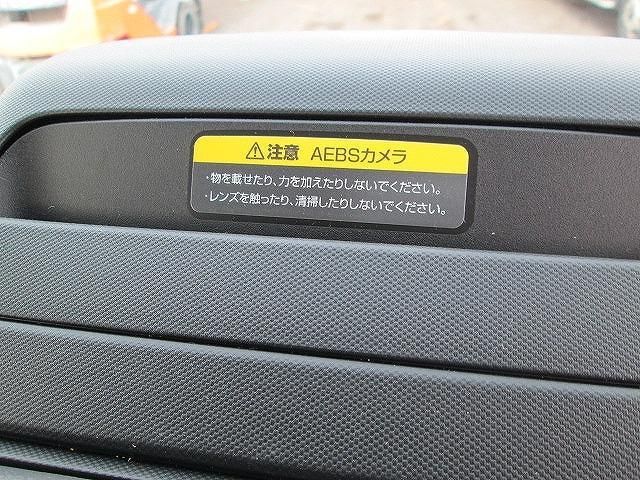 ⚠注意 AEBSカメラ
・物を載せたり、力を加えたりしないでください。
・レンズを触ったり、清掃したりしないでください。